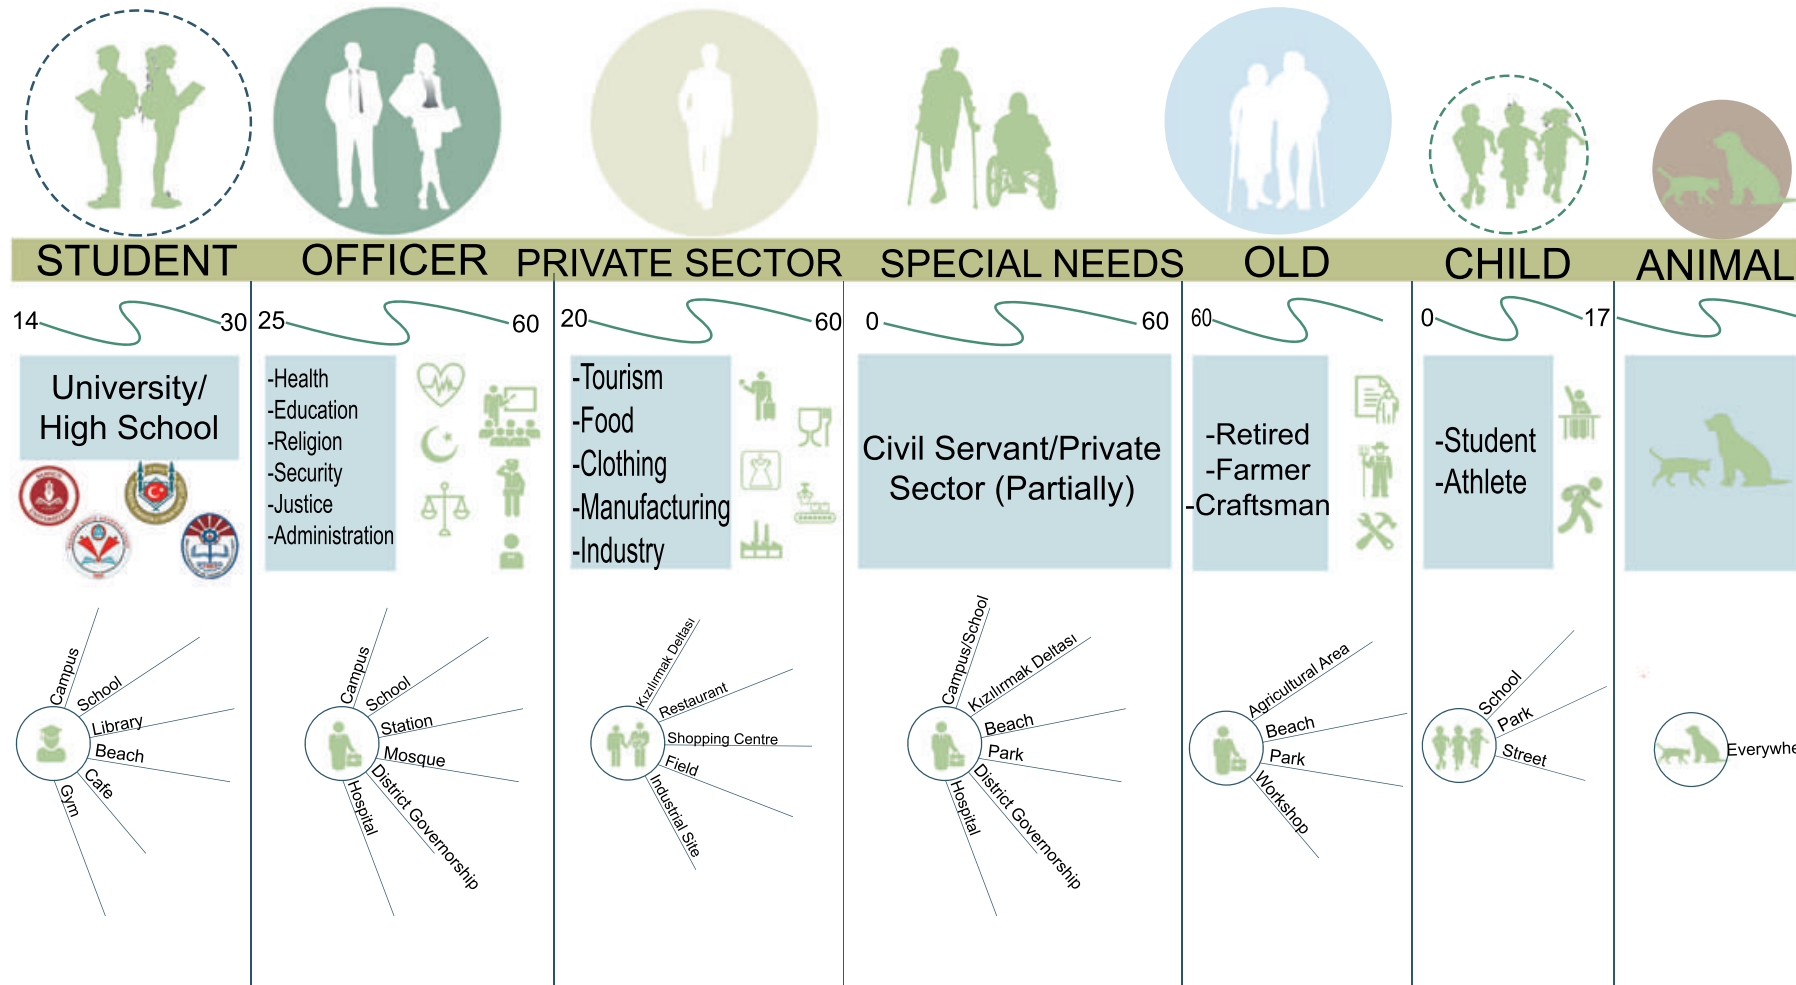 STUDENT
OFFICER
PRIVATE SECTOR
SPECIAL NEEDS
OLD
CHILD
ANIMAL
14
30
25
60
20
60
0
60
60
0
17
University/
High School
-Health
-Education
-Religion
-Security
-Justice
-Administration
-Tourism
-Food
-Clothing
-Manufacturing
-Industry
Civil Servant/Private
Sector (Partially)
-Retired
-Farmer
-Craftsman
-Student
-Athlete
Campus
School
Library
Beach
Cafe
Gym
Campus
School
Station
Mosque
District Governorship
Hospital
Kızılırmak Deltası
Restaurant
Shopping Centre
Field
Industrial Site
Campus/School
Kızılırmak Deltası
Beach
Park
District Governorship
Hospital
Agricultural Area
Beach
Park
Workshop
School
Park
Street
Everywhe